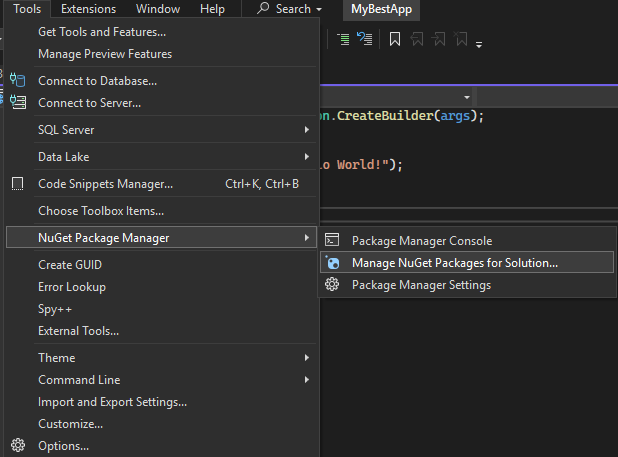 Tools Extensions Window Help Search MyBestApp
Get Tools and Features...
Manage Preview Features
Connect to Database...
Connect to Server...
n.CreateBuilder(args);
SQL Server
Data Lake
o World!");
Code Snippets Manager... Ctrl+K, Ctrl+B
Choose Toolbox Items...
NuGet Package Manager
Package Manager Console
Manage NuGet Packages for Solution...
Package Manager Settings
Create GUID
Error Lookup
Spy++
External Tools...
Theme
Command Line
Import and Export Settings...
Customize...
Options...